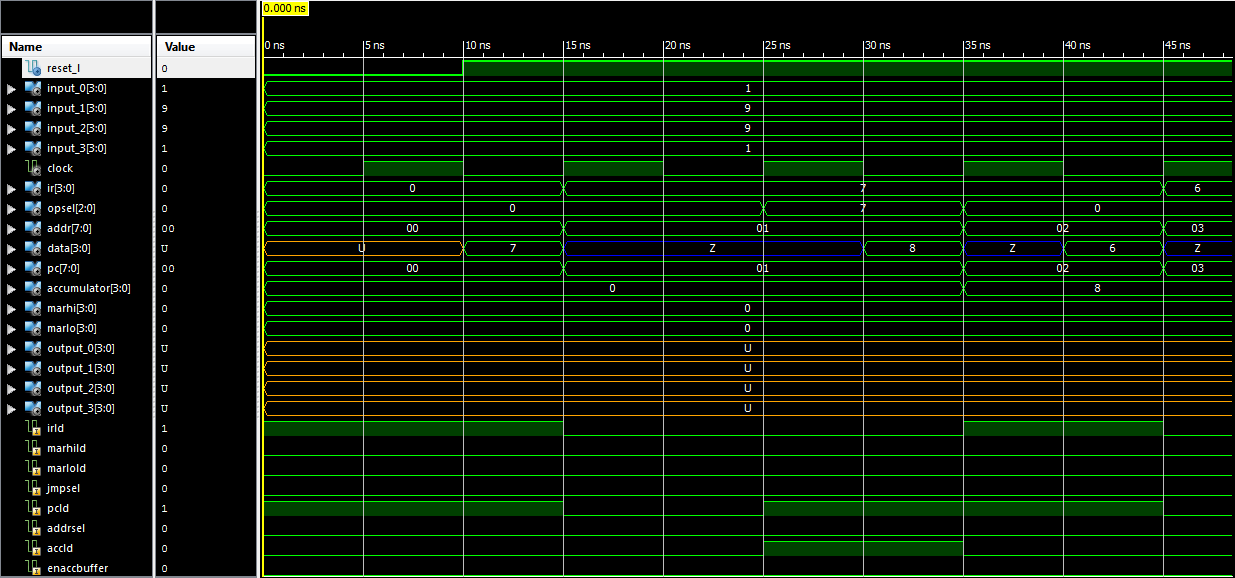 0.000 ns
Name Value 0 ns 5 ns 10 ns 15 ns 20 ns 25 ns 30 ns 35 ns 40 ns 45 ns
reset_l 0
input_0[3:0] 1 1
input_1[3:0] 9 9
input_2[3:0] 9 9
input_3[3:0] 1 1
clock 0
ir[3:0] 0 0 7 6
opsel[2:0] 0 0 7 0
addr[7:0] 00 00 01 02 03
data[3:0] U U 7 Z 8 Z 6 Z
pc[7:0] 00 00 01 02 03
accumulator[3:0] 0 0 8
marhi[3:0] 0 0
marlo[3:0] 0 0
output_0[3:0] U U
output_1[3:0] U U
output_2[3:0] U U
output_3[3:0] U U
irld 1
marhild 0
marlold 0
jmpsel 0
pcld 1
addrsel 0
accld 0
enaccbuffer 0